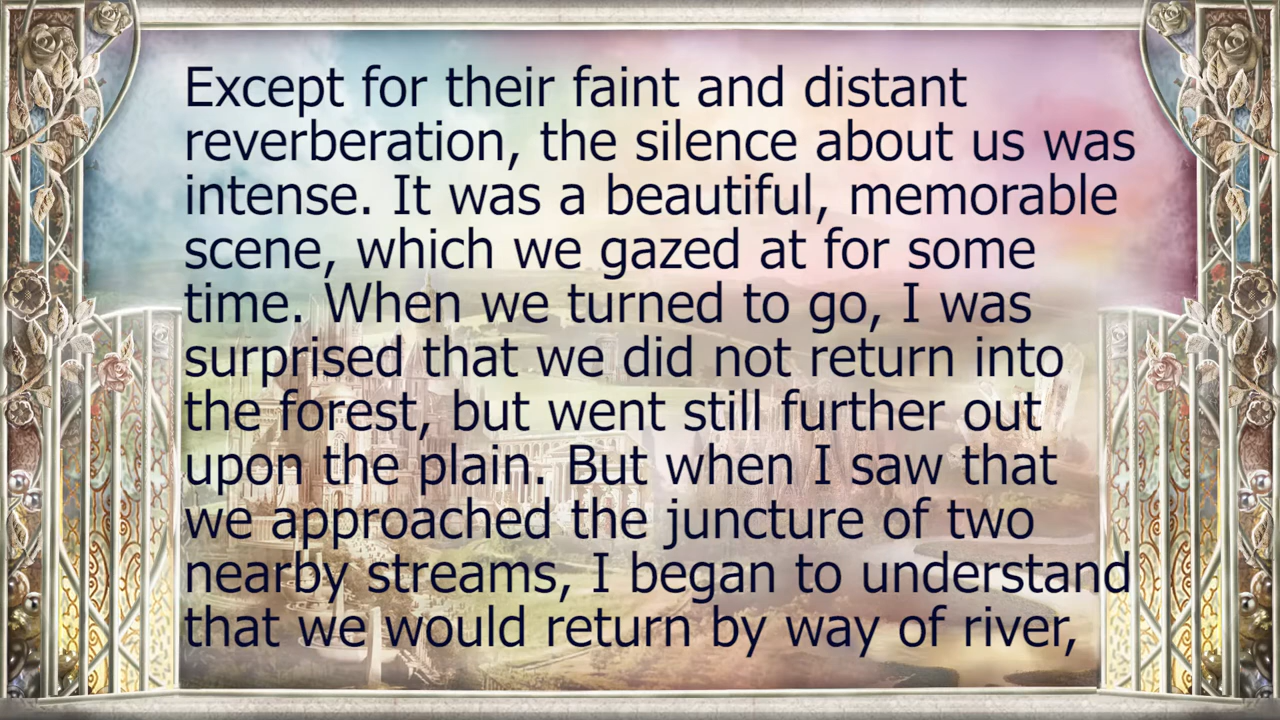 Except for their faint and distant
reverberation, the silence about us was
intense. It was a beautiful, memorable
scene, which we gazed at for some
time. When we turned to go, I was
surprised that we did not return into
the forest, but went still further out
upon the plain. But when I saw that
we approached the juncture of two
nearby streams, I began to understand
that we would return by way of river,